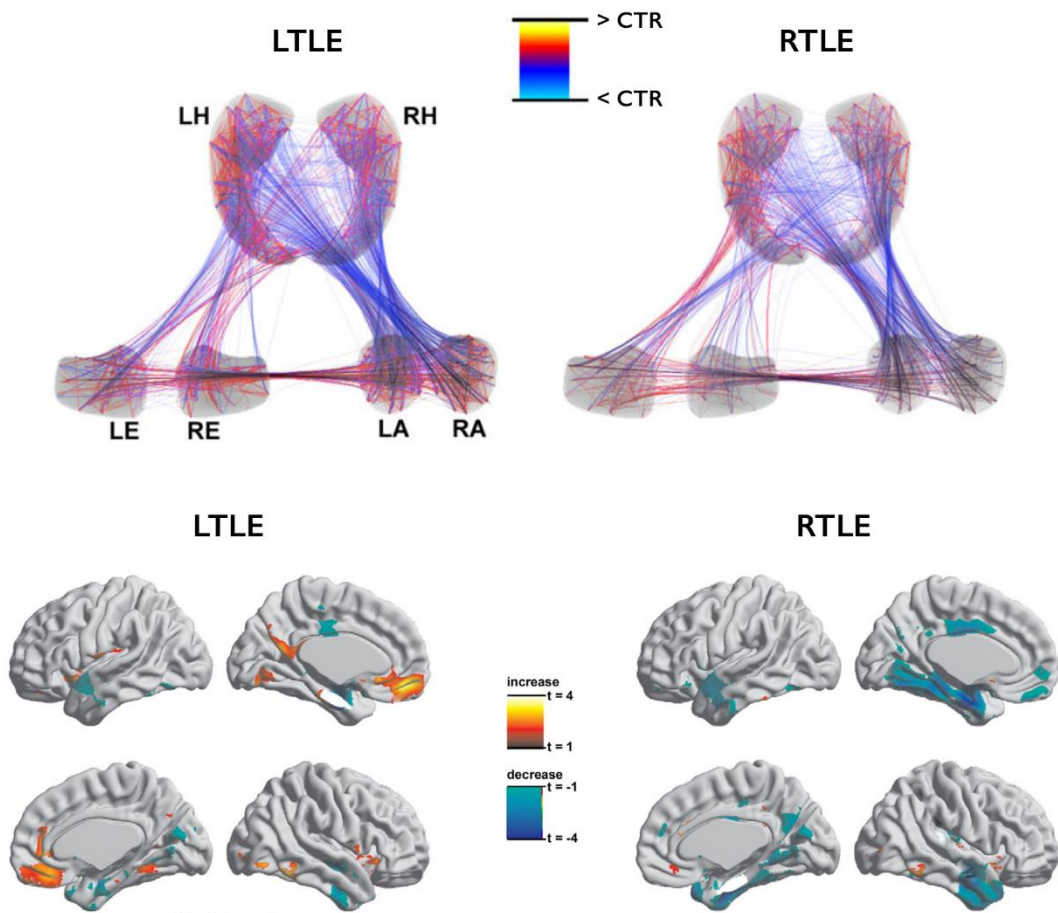 LTLE
> CTR
< CTR
RTLE
LH
RH
LE
RE
LA
RA
LTLE
RTLE
increase
t = 4
t = 1
decrease
t = -1
t = -4